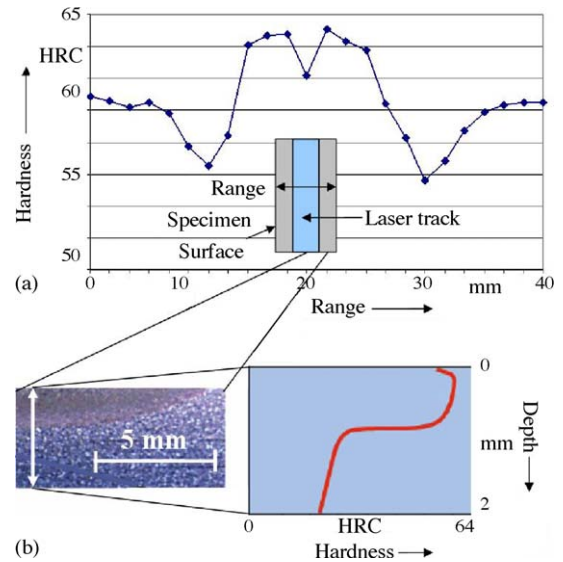 65
HRC
60
Hardness
55
50
Range
Specimen
Surface
Laser track
(a)
0
10
20
30
mm
40
Range
5 mm
0
Depth
mm
2
0
HRC
64
Hardness
(b)